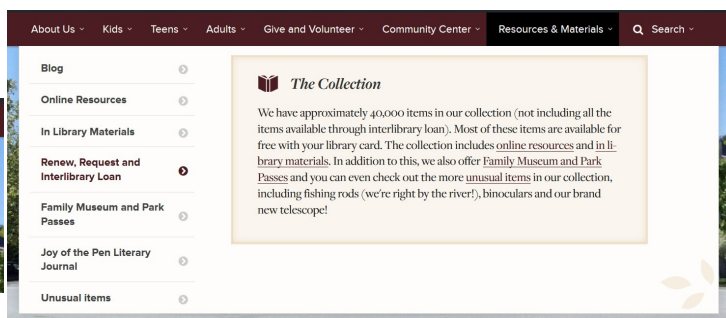 About Us Kids Teens Adults Give and Volunteer Community Center Resources & Materials Search
Blog
Online Resources
In Library Materials
Renew, Request and
Interlibrary Loan
Family Museum and Park
Passes
Joy of the Pen Literary
Journal
Unusual items
The Collection
We have approximately 40,000 items in our collection (not including all the
items available through interlibrary loan). Most of these items are available for
free with your library card. The collection includes online resources and in li-
brary materials. In addition to this, we also offer Family Museum and Park
Passes and you can even check out the more unusual items in our collection,
including fishing rods (we're right by the river!), binoculars and our brand
new telescope!